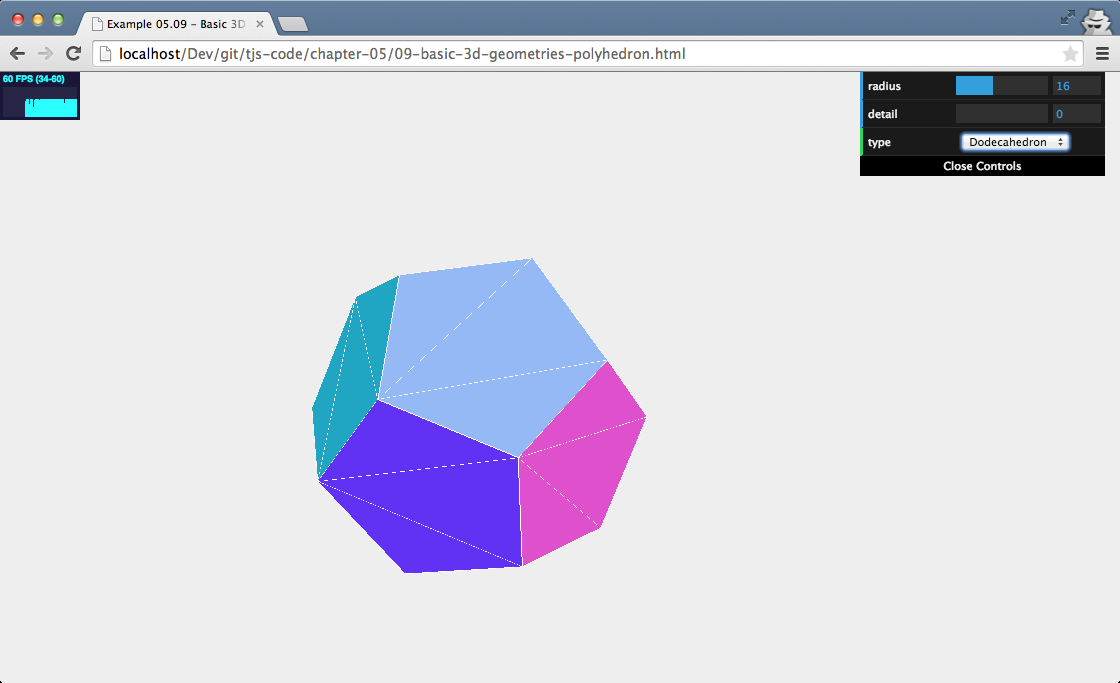 Example 05.09 – Basic 3D
localhost/Dev/git/tjs-code/chapter-05/09-basic-3d-geometries-polyhedron.html
60 FPS (34-60)
radius 16
detail 0
type Dodecahedron
Close Controls